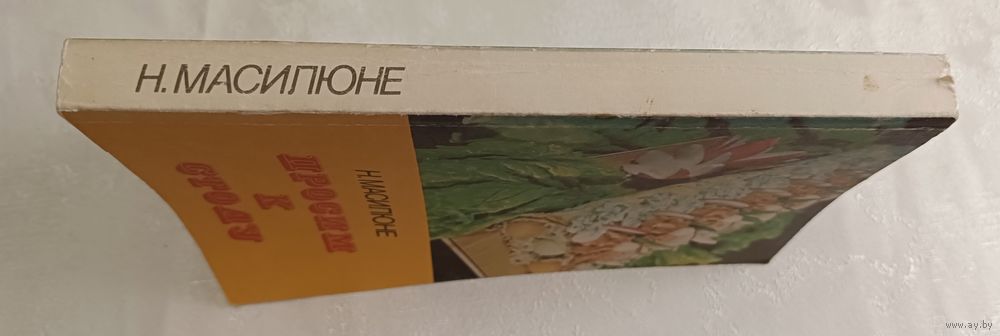 Н. МАСИЛЮНЕ
Н. МАСИЛЮНЕ
ПРОСИМ
К
СТОЛУ
www.ay.by